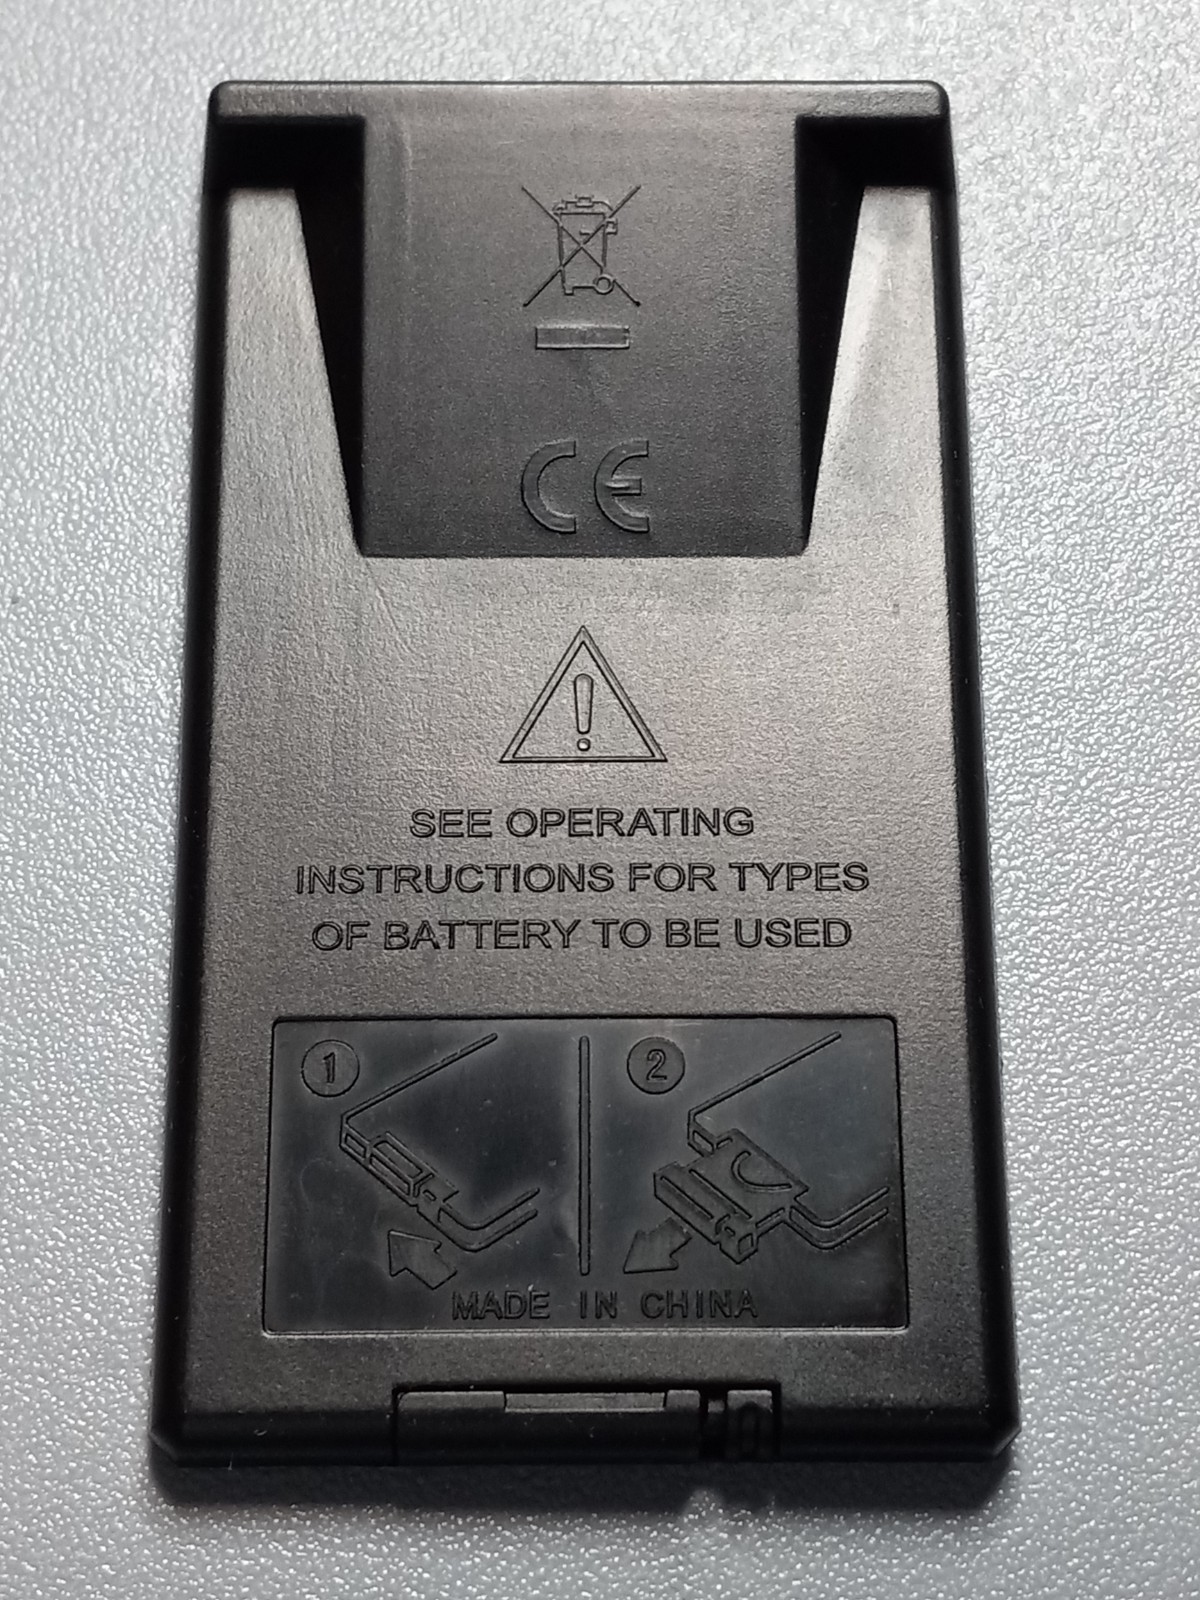 CE
SEE OPERATING
INSTRUCTIONS FOR TYPES
OF BATTERY TO BE USED
1
2
MADE IN CHINA